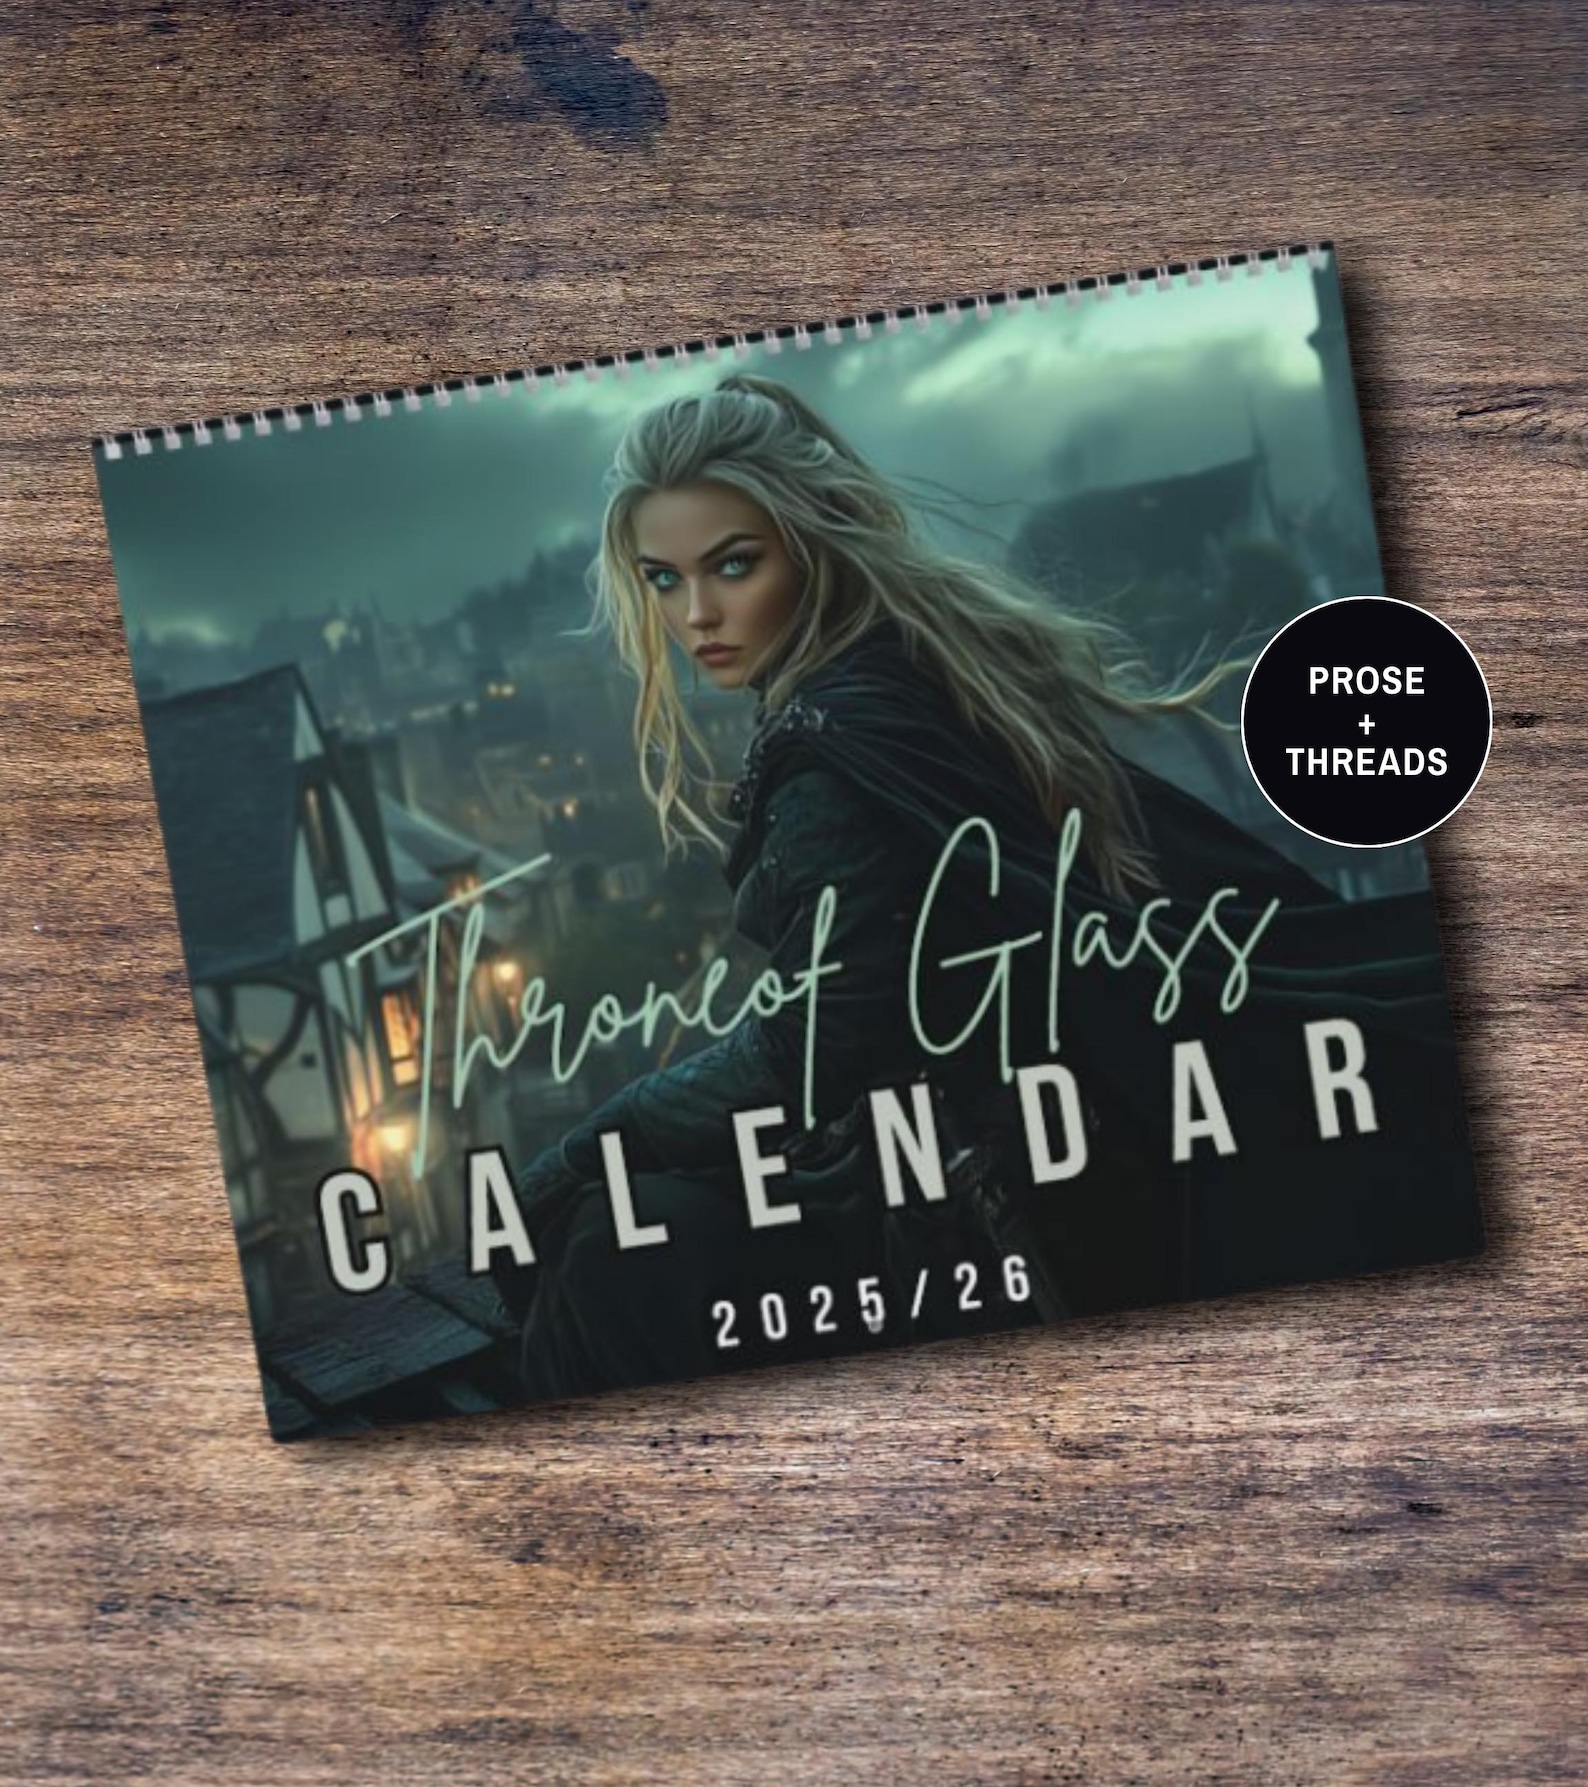 Throneof Glass
CALENDAR
2025/26
PROSE
+
THREADS